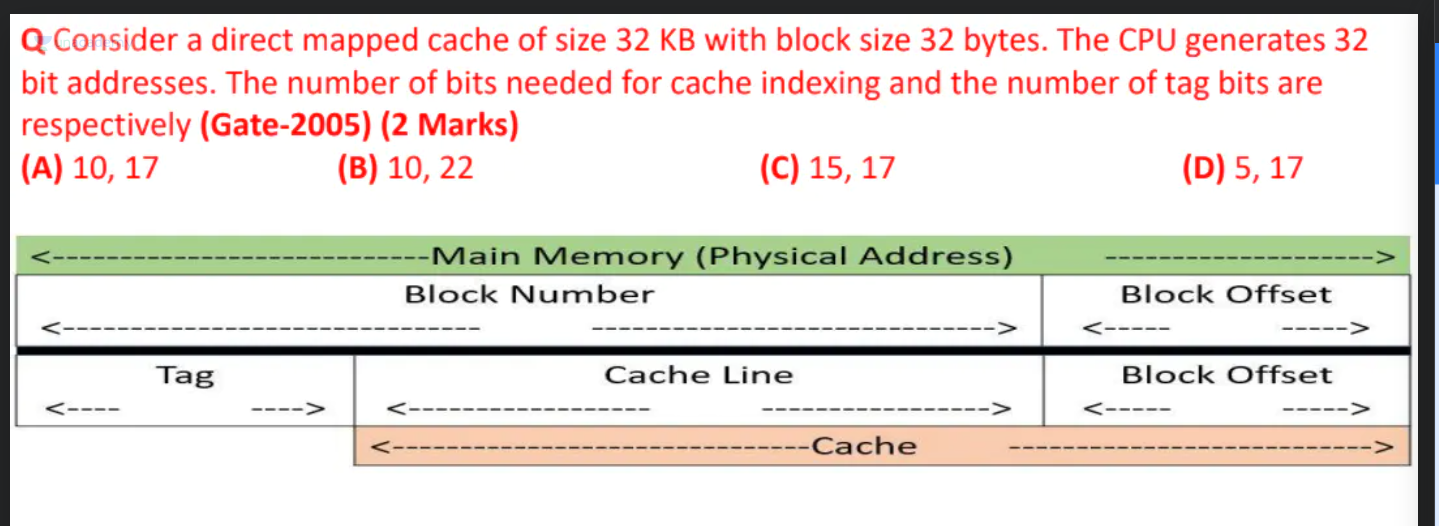 Q Consider a direct mapped cache of size 32 KB with block size 32 bytes. The CPU generates 32
bit addresses. The number of bits needed for cache indexing and the number of tag bits are
respectively (Gate-2005) (2 Marks)
(A) 10, 17 (B) 10, 22 (C) 15, 17 (D) 5, 17
<----------------------------Main Memory (Physical Address) -------------------->
Block Number Block Offset
<------------------------------- ------------------------------> <----- ----->
Tag Cache Line Block Offset
<---- ----> <------------------ -----------------> <----- ----->
<-------------------------------Cache --------------------------->